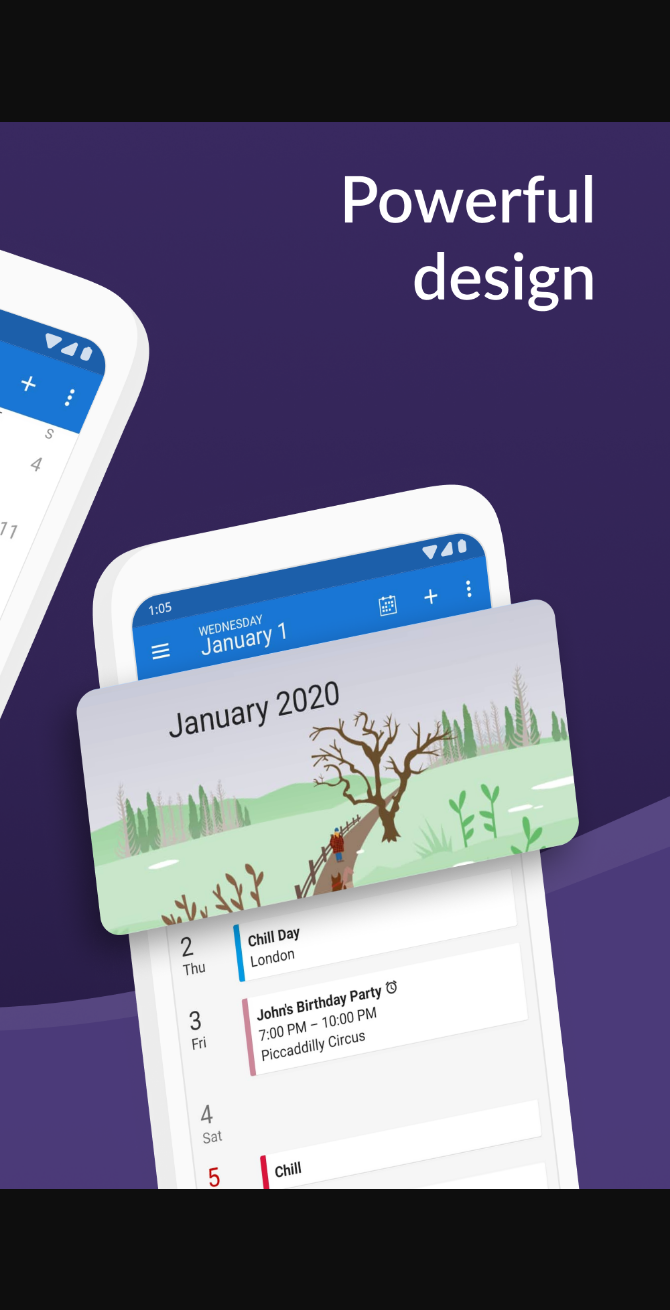 Powerful
design
S
4
11
1:05
WEDNESDAY
January 1
January 2020
2
Thu
Chill Day
London
3
Fri
John's Birthday Party
7:00 PM – 10:00 PM
Piccadilly Circus
4
Sat
5
Chill